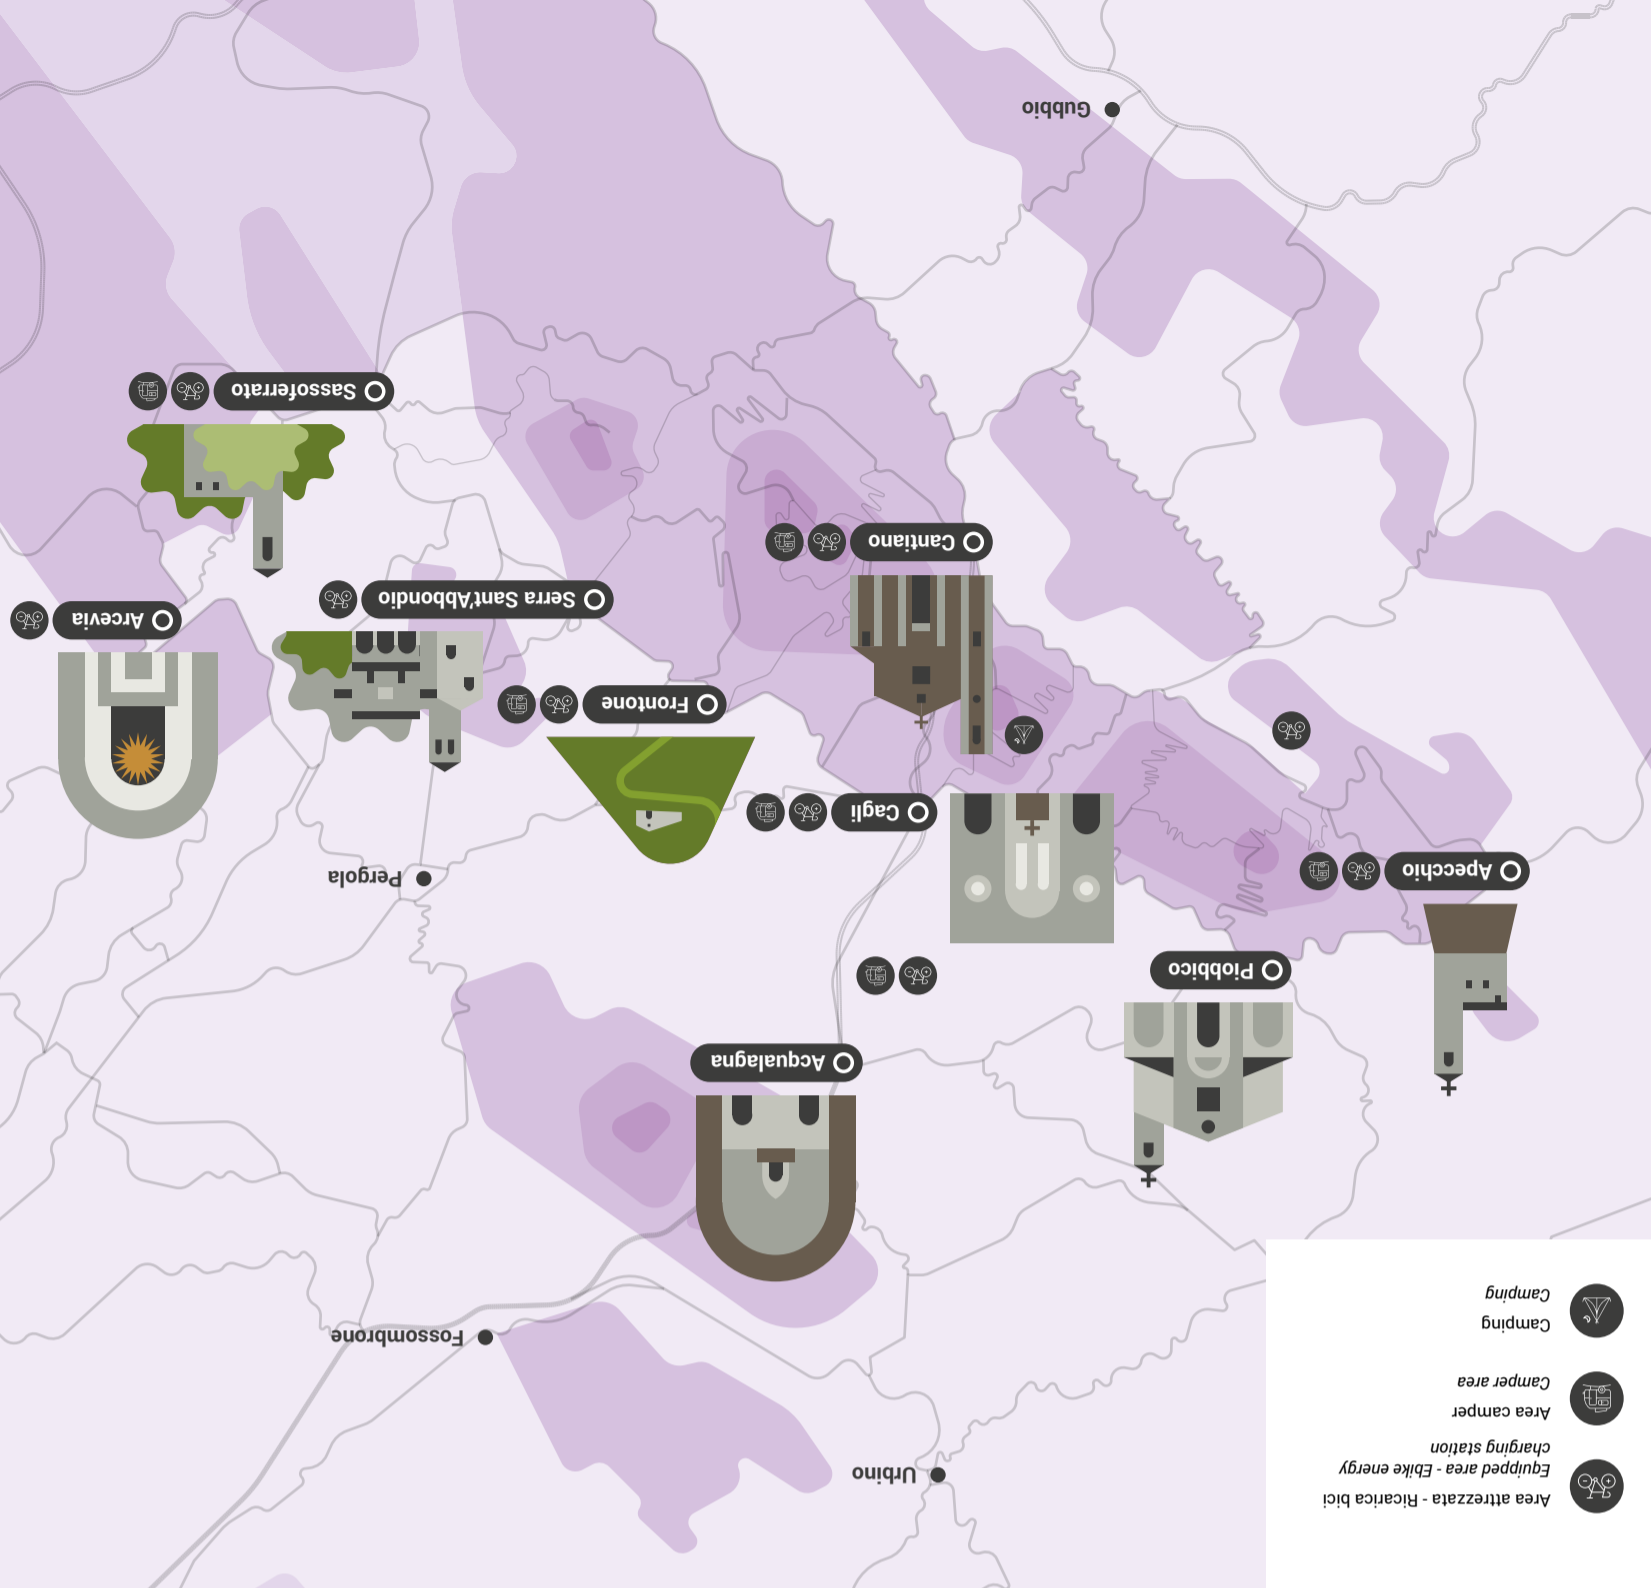 Area attrezzata - Ricarica bici
Equipped area - Ebike energy
charging station
Area camper
Camper area
Camping
Camping
Urbino
Fossombrone
Acqualagna
Piobbico
Apecchio
Pergola
Cagli
Frontone
Arcevia
Serra Sant'Abbondio
Cantiano
Sassoferrato
Gubbio